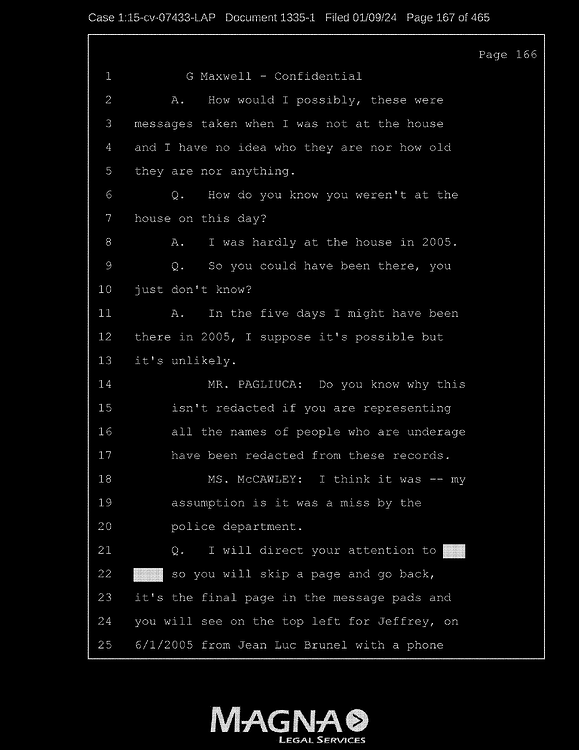 Case 1:15-cv-07433-LAP Document 1335-1 Filed 01/09/24 Page 167 of 465
Page 166
1 G Maxwell - Confidential
2 A. How would I possibly, these were
3 messages taken when I was not at the house
4 and I have no idea who they are nor how old
5 they are nor anything.
6 Q. How do you know you weren't at the
7 house on this day?
8 A. I was hardly at the house in 2005.
9 Q. So you could have been there, you
10 just don't know?
11 A. In the five days I might have been
12 there in 2005, I suppose it's possible but
13 it's unlikely.
14 MR. PAGLIUCA: Do you know why this
15 isn't redacted if you are representing
16 all the names of people who are underage
17 have been redacted from these records.
18 MS. McCAWLEY: I think it was -- my
19 assumption is it was a miss by the
20 police department.
21 Q. I will direct your attention to
22 so you will skip a page and go back,
23 it's the final page in the message pads and
24 you will see on the top left for Jeffrey, on
25 6/1/2005 from Jean Luc Brunel with a phone
MAGNA
LEGAL SERVICES